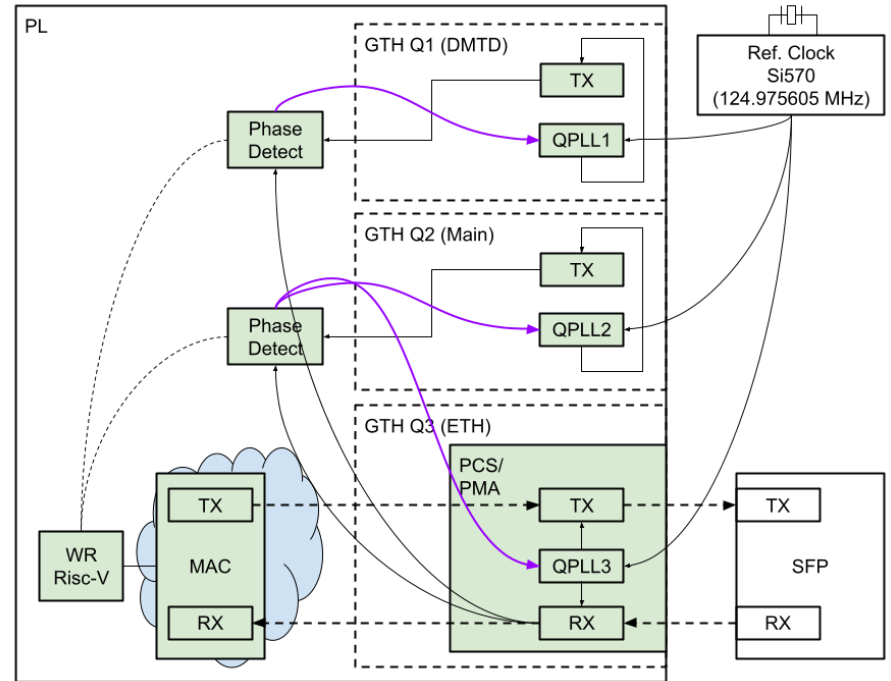 PL
GTH Q1 (DMTD)
TX
Phase
Detect
QPLL1
Ref. Clock
Si570
(124.975605 MHz)
GTH Q2 (Main)
TX
Phase
Detect
QPLL2
GTH Q3 (ETH)
PCS/
PMA
TX
TX
TX
WR
Risc-V
MAC
QPLL3
SFP
RX
RX
RX